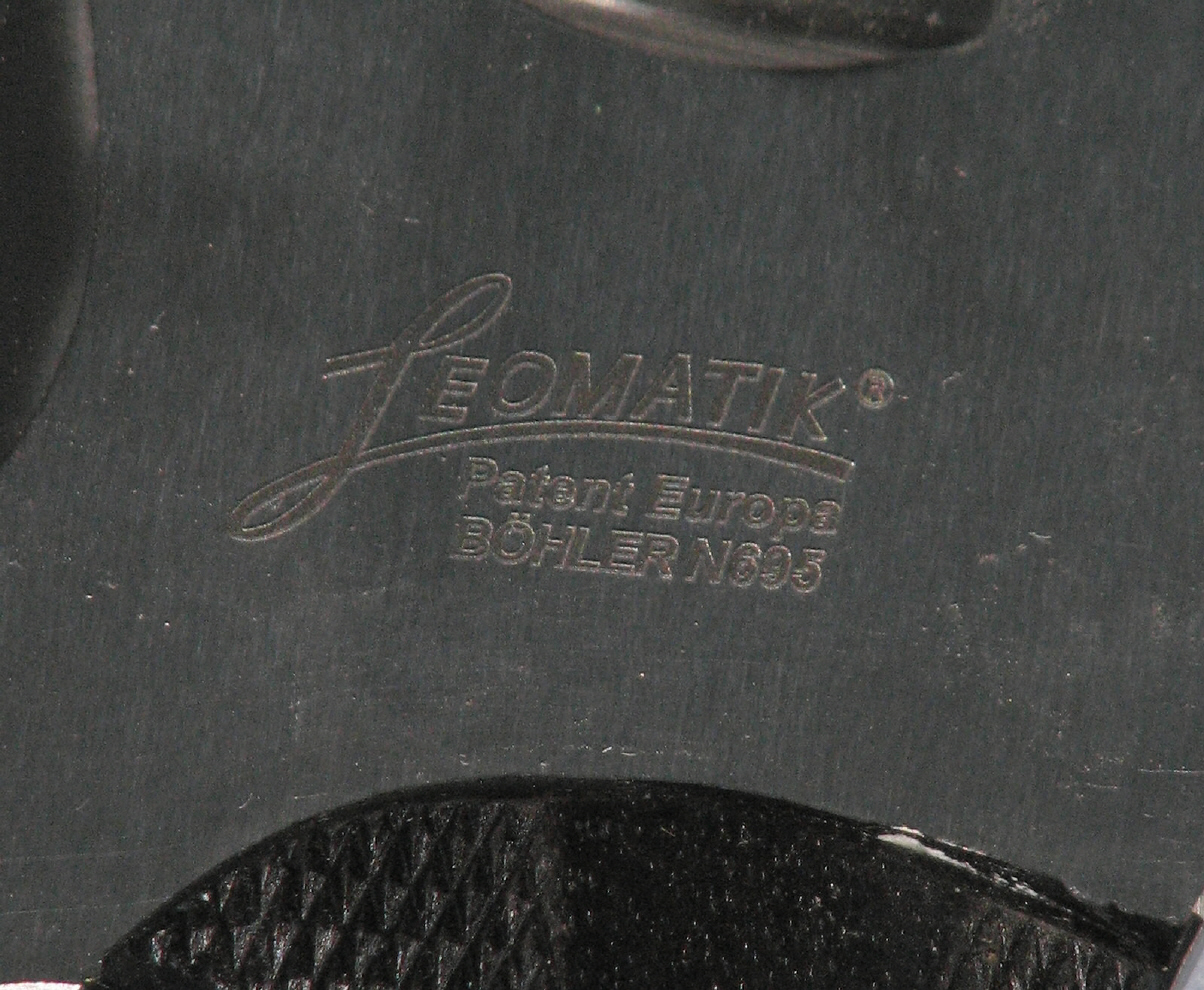 LEOMATIK®
Patent Europa
BÖHLER N695